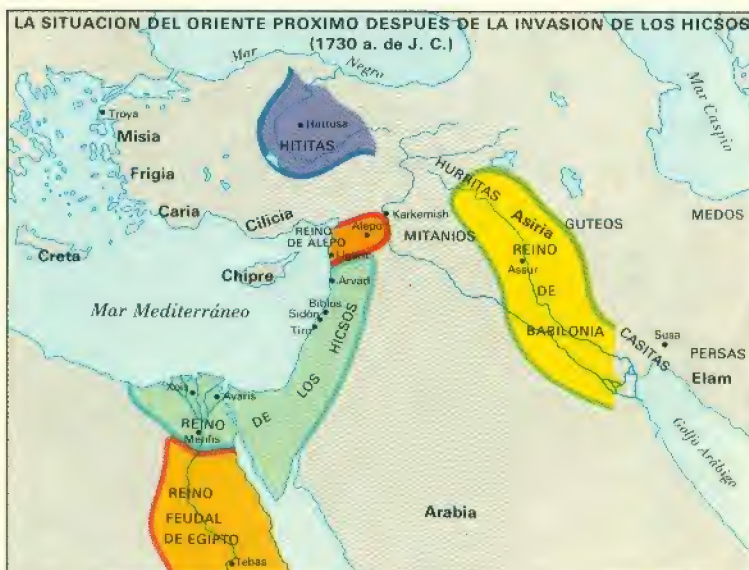 LA SITUACION DEL ORIENTE PROXIMO DESPUES DE LA INVASION DE LOS HICSOS
(1730 a. de J. C.)
Mar
Negro
Mar Caspio
Troya
Misia
Hattusa
HITITAS
Frigia
HURRITAS
Caria
Cilicia
Karkemish
Asiria
GUTEOS
MEDOS
REINO
DE ALEPO
Alepo
MITANIOS
REINO
Creta
Ugarit
Assur
Chipre
Arvad
DE
Mar Mediterráneo
Biblos
Sidón
Tiro
BABILONIA
CASITAS
Susa
PERSAS
Elam
REINO
DE
LOS
HICSOS
Xois
Avaris
Menfis
Golfo Arábigo
REINO
FEUDAL
DE EGIPTO
Arabia
Tebas